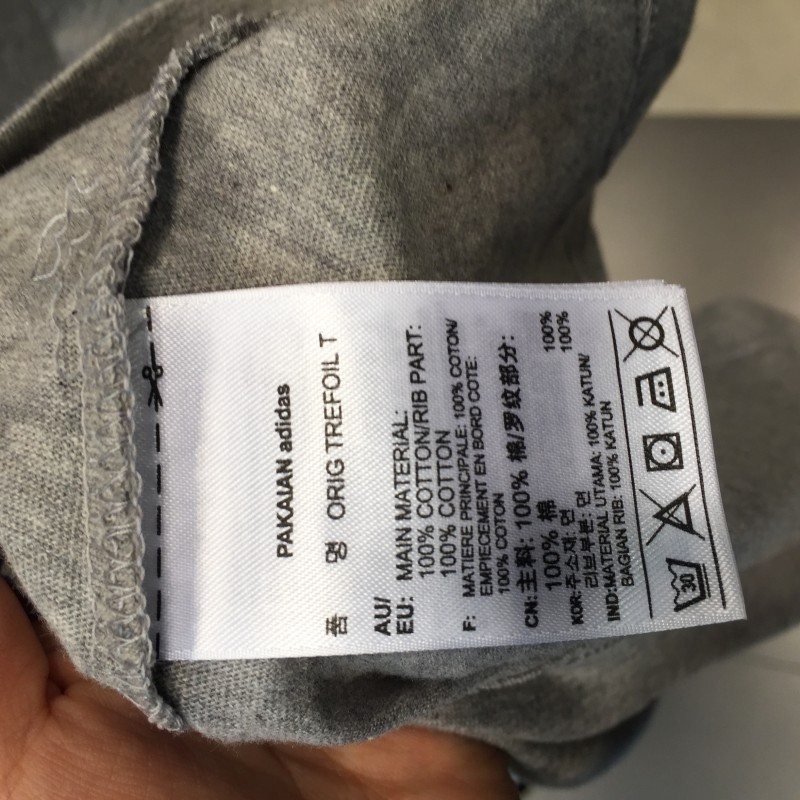 PAKAIAN adidas
품 명 ORIG TREFOIL T
AU/
EU: MAIN MATERIAL:
100% COTTON/RIB PART:
100% COTTON
F: MATIERE PRINCIPALE: 100% COTON/
EMPIECEMENT EN BORD COTE:
100% COTON
CN: 主料: 100% 棉/罗纹部分:
100% 棉
KOR: 주소재: 면 100%
리브부분: 면 100%
IND: MATERIAL UTAMA: 100% KATUN/
BAGIAN RIB: 100% KATUN
30